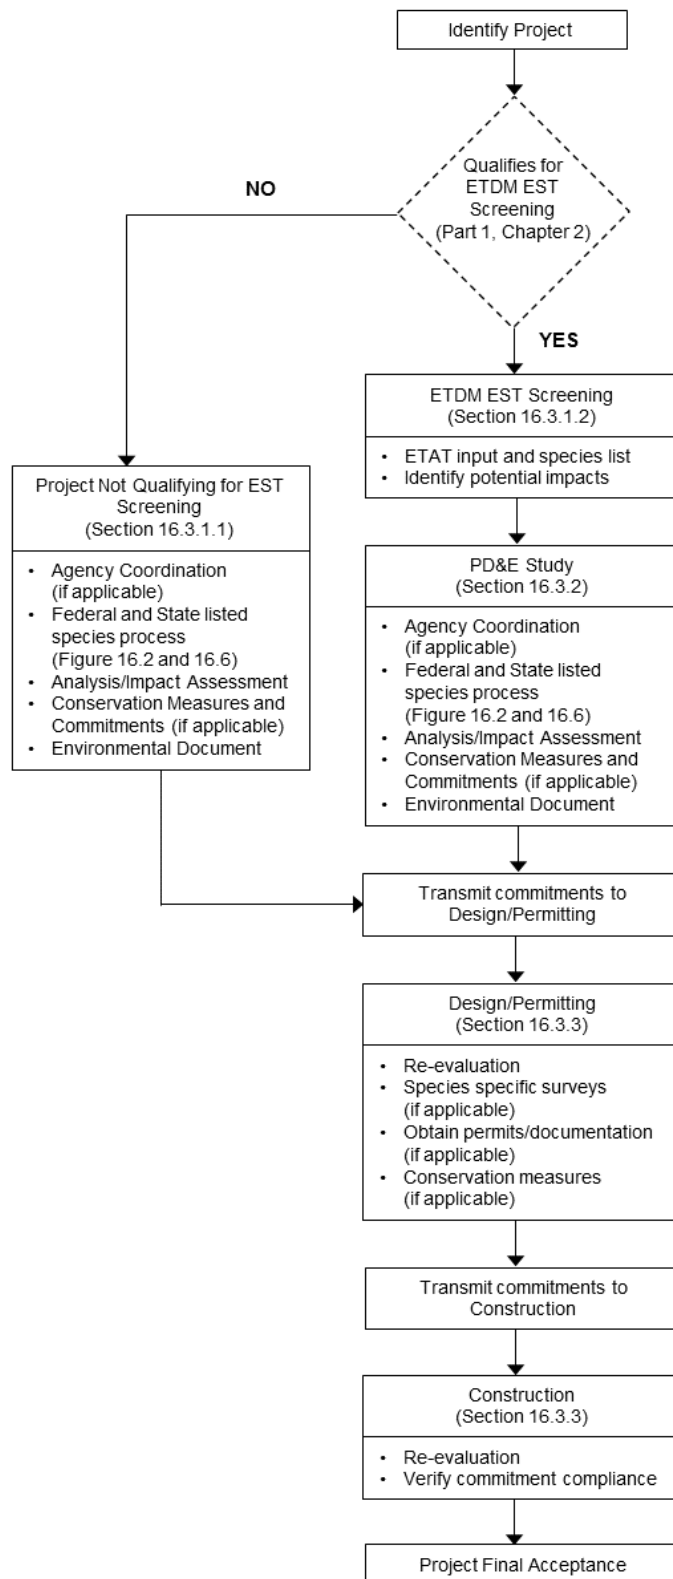 Identify Project
Qualifies for
ETDM EST
Screening
(Part 1, Chapter 2)
NO
YES
ETDM EST Screening
(Section 16.3.1.2)
• ETAT input and species list
• Identify potential impacts
Project Not Qualifying for EST
Screening
(Section 16.3.1.1)
• Agency Coordination
(if applicable)
• Federal and State listed
species process
(Figure 16.2 and 16.6)
• Analysis/Impact Assessment
• Conservation Measures and
Commitments (if applicable)
• Environmental Document
PD&E Study
(Section 16.3.2)
• Agency Coordination
(if applicable)
• Federal and State listed
species process
(Figure 16.2 and 16.6)
• Analysis/Impact Assessment
• Conservation Measures and
Commitments (if applicable)
• Environmental Document
Transmit commitments to
Design/Permitting
Design/Permitting
(Section 16.3.3)
• Re-evaluation
• Species specific surveys
(if applicable)
• Obtain permits/documentation
(if applicable)
• Conservation measures
(if applicable)
Transmit commitments to
Construction
Construction
(Section 16.3.3)
• Re-evaluation
• Verify commitment compliance
Project Final Acceptance